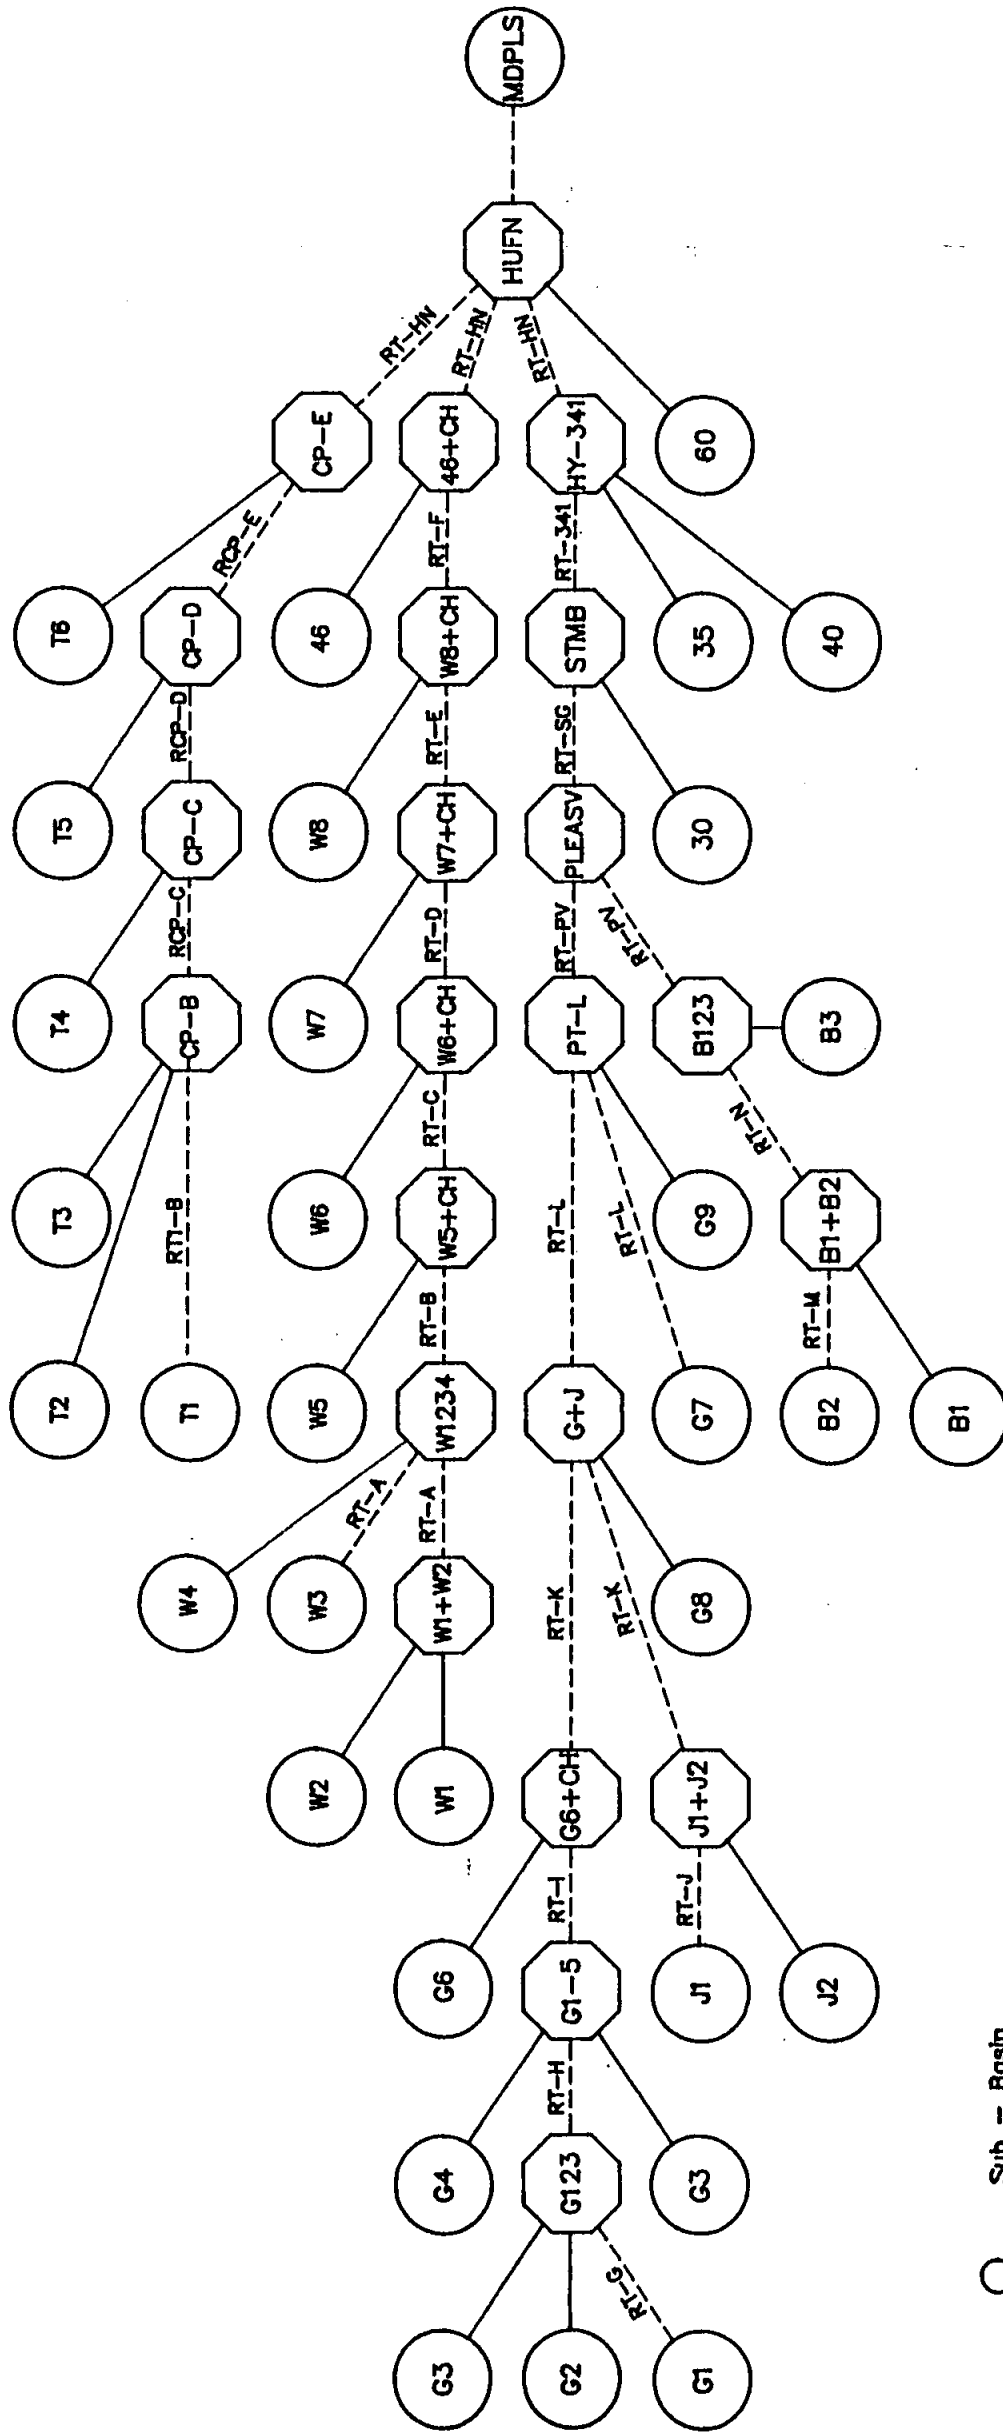 MDPLS
HUFN
RT-HN
RT-HN
RT-HN
CP-E
46+CH
HY-341
60
RCP-E
RT-F
RT-341
T6
CP-D
46
W8+CH
STMB
35
40
RCP-D
RT-E
RT-SG
T5
CP-C
W8
W7+CH
PLEASV
30
RCP-C
RT-D
RT-PV
RT-PV
T4
CP-B
W7
W6+CH
PT-L
B123
B3
RT-C
RT-N
T3
RT1-B
W6
W5+CH
RT-L
RT-L
G9
B1+B2
RT-B
RT-M
T2
T1
W5
W1234
G+J
G7
B2
B1
RT-A
RT-A
W4
W3
W1+W2
RT-K
RT-K
G8
W2
W1
G6+CH
J1+J2
RT-I
RT-J
G6
G1-5
J1
J2
RT-H
G4
G123
G3
RT-G
G3
G2
G1
Sub - Basin